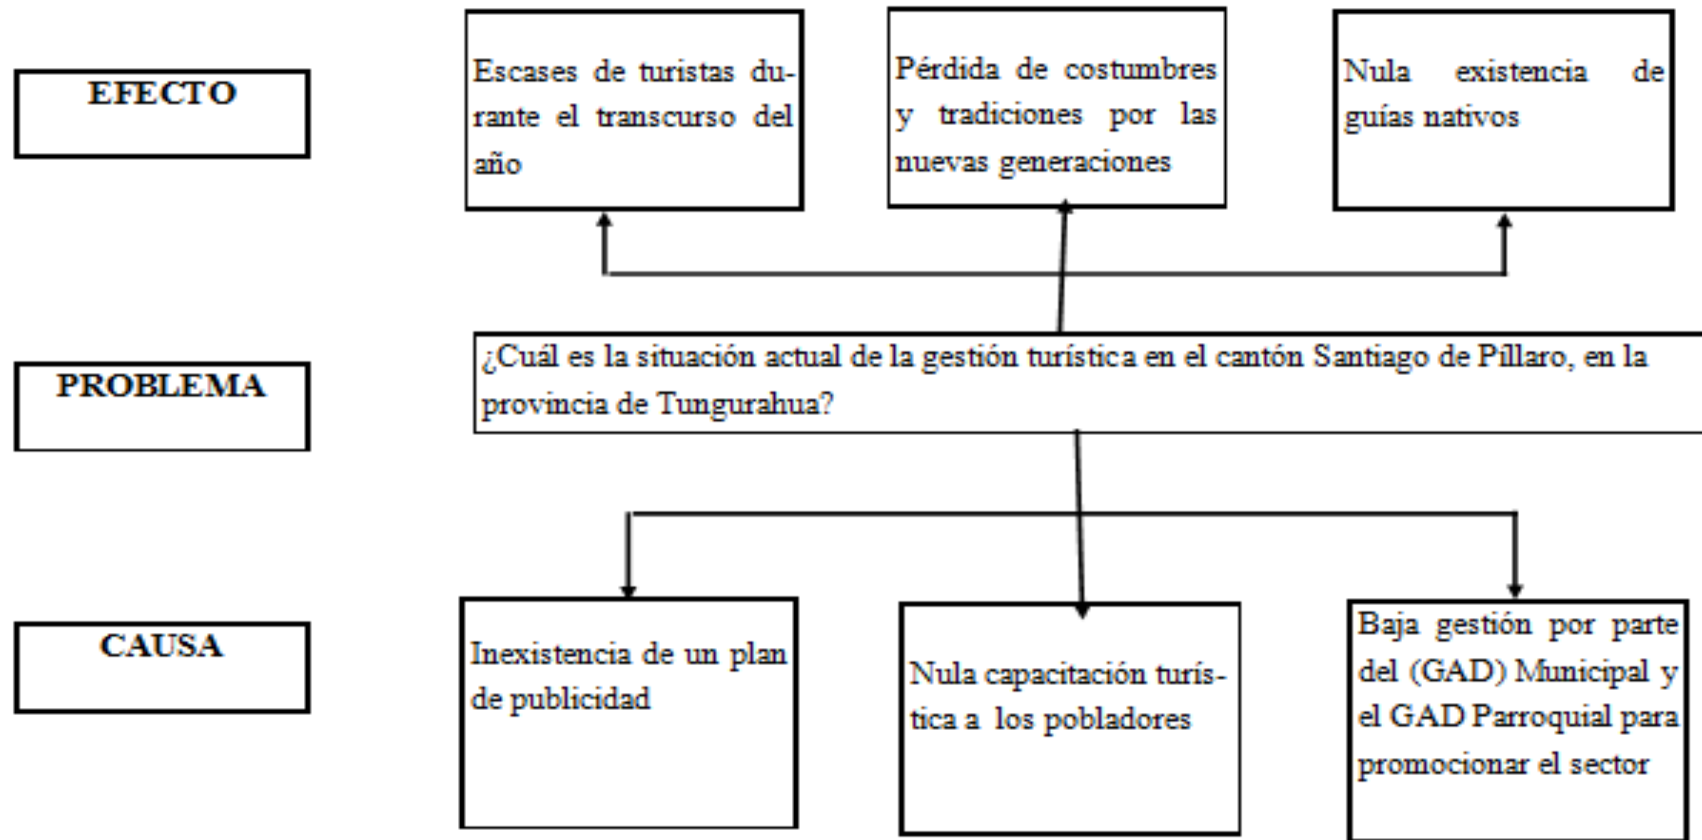 EFECTO
Escases de turistas du-
rante el transcurso del
año
Pérdida de costumbres
y tradiciones por las
nuevas generaciones
Nula existencia de
guías nativos
PROBLEMA
¿Cuál es la situación actual de la gestión turística en el cantón Santiago de Píllaro, en la
provincia de Tungurahua?
CAUSA
Inexistencia de un plan
de publicidad
Nula capacitación turís-
tica a los pobladores
Baja gestión por parte
del (GAD) Municipal y
el GAD Parroquial para
promocionar el sector